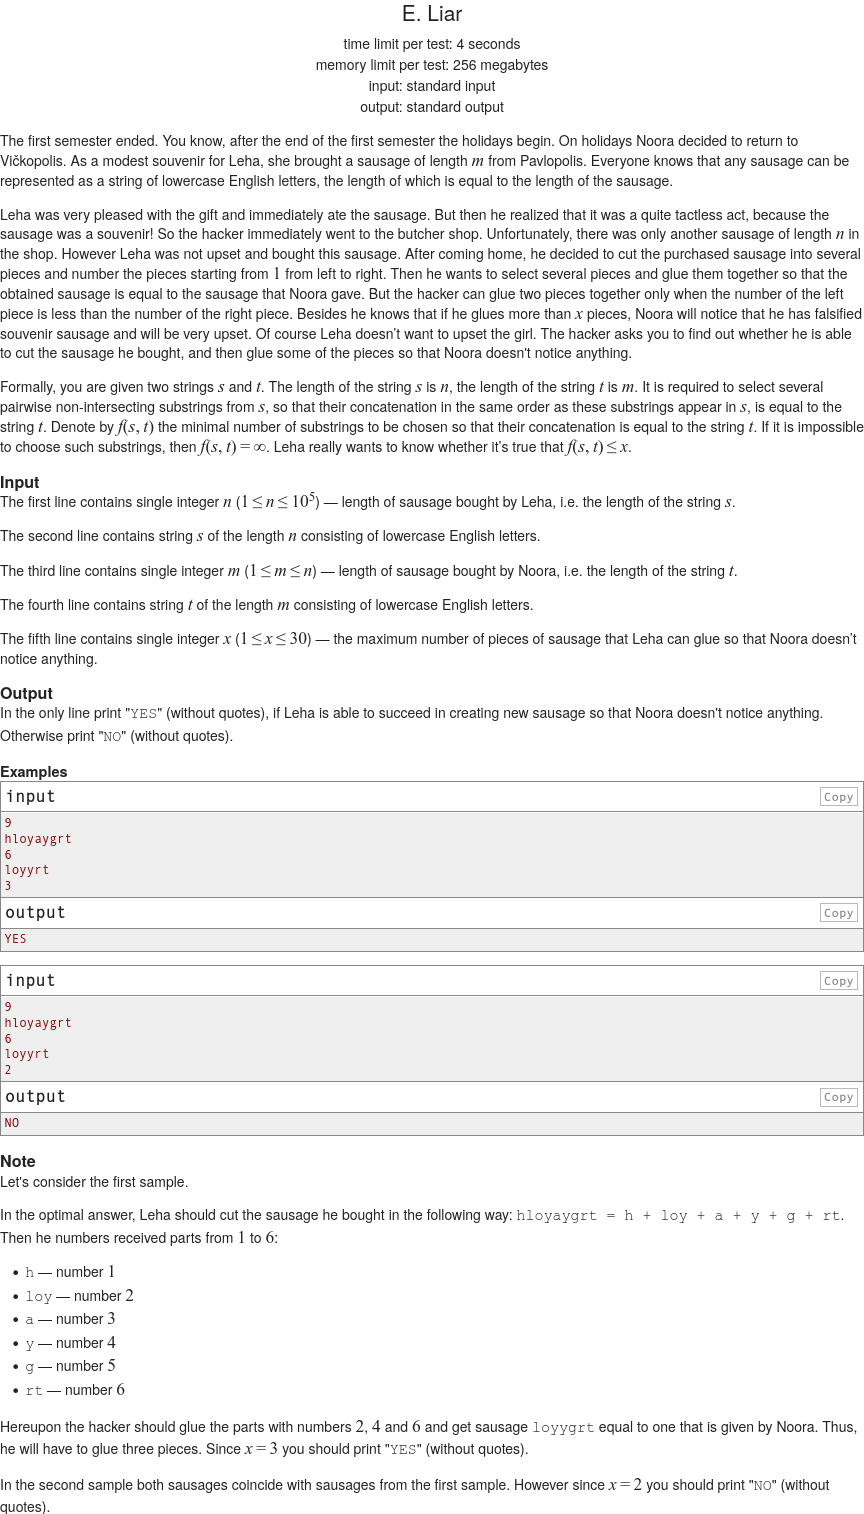 E. Liar
time limit per test: 4 seconds
memory limit per test: 256 megabytes
input: standard input
output: standard output
The first semester ended. You know, after the end of the first semester the holidays begin. On holidays Noora decided to return to
Vičkopolis. As a modest souvenir for Leha, she brought a sausage of length m from Pavlopolis. Everyone knows that any sausage can be
represented as a string of lowercase English letters, the length of which is equal to the length of the sausage.
Leha was very pleased with the gift and immediately ate the sausage. But then he realized that it was a quite tactless act, because the
sausage was a souvenir! So the hacker immediately went to the butcher shop. Unfortunately, there was only another sausage of length n in
the shop. However Leha was not upset and bought this sausage. After coming home, he decided to cut the purchased sausage into several
pieces and number the pieces starting from 1 from left to right. Then he wants to select several pieces and glue them together so that the
obtained sausage is equal to the sausage that Noora gave. But the hacker can glue two pieces together only when the number of the left
piece is less than the number of the right piece. Besides he knows that if he glues more than x pieces, Noora will notice that he has falsified
souvenir sausage and will be very upset. Of course Leha doesn't want to upset the girl. The hacker asks you to find out whether he is able
to cut the sausage he bought, and then glue some of the pieces so that Noora doesn't notice anything.
Formally, you are given two strings s and t. The length of the string s is n, the length of the string t is m. It is required to select several
pairwise non-intersecting substrings from s, so that their concatenation in the same order as these substrings appear in s, is equal to the
string t. Denote by f(s, t) the minimal number of substrings to be chosen so that their concatenation is equal to the string t. If it is impossible
to choose such substrings, then f(s, t) = ∞. Leha really wants to know whether it's true that f(s, t) ≤ x.
Input
The first line contains single integer n (1 ≤ n ≤ 10⁵) — length of sausage bought by Leha, i.e. the length of the string s.
The second line contains string s of the length n consisting of lowercase English letters.
The third line contains single integer m (1 ≤ m ≤ n) — length of sausage bought by Noora, i.e. the length of the string t.
The fourth line contains string t of the length m consisting of lowercase English letters.
The fifth line contains single integer x (1 ≤ x ≤ 30) — the maximum number of pieces of sausage that Leha can glue so that Noora doesn't
notice anything.
Output
In the only line print "YES" (without quotes), if Leha is able to succeed in creating new sausage so that Noora doesn't notice anything.
Otherwise print "NO" (without quotes).
Examples
input
Copy
9
hloyaygrt
6
loyyrt
3
output
Copy
YES
input
Copy
9
hloyaygrt
6
loyyrt
2
output
Copy
NO
Note
Let's consider the first sample.
In the optimal answer, Leha should cut the sausage he bought in the following way: hloyaygrt = h + loy + a + y + g + rt.
Then he numbers received parts from 1 to 6:
• h — number 1
• loy — number 2
• a — number 3
• y — number 4
• g — number 5
• rt — number 6
Hereupon the hacker should glue the parts with numbers 2, 4 and 6 and get sausage loyygrt equal to one that is given by Noora. Thus,
he will have to glue three pieces. Since x = 3 you should print "YES" (without quotes).
In the second sample both sausages coincide with sausages from the first sample. However since x = 2 you should print "NO" (without
quotes).